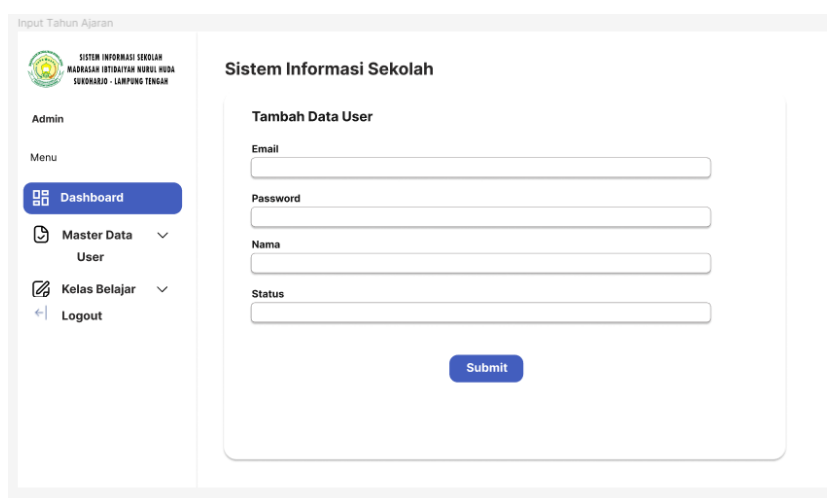 Input Tahun Ajaran
SISTEM INFORMASI SEKOLAH
MADRASAH IBTIDAIYAH NURUL HUDA
SUKOHARJO - LAMPUNG TENGAH
Admin
Menu
Dashboard
Master Data
User
Kelas Belajar
Logout
Sistem Informasi Sekolah
Tambah Data User
Email
Password
Nama
Status
Submit